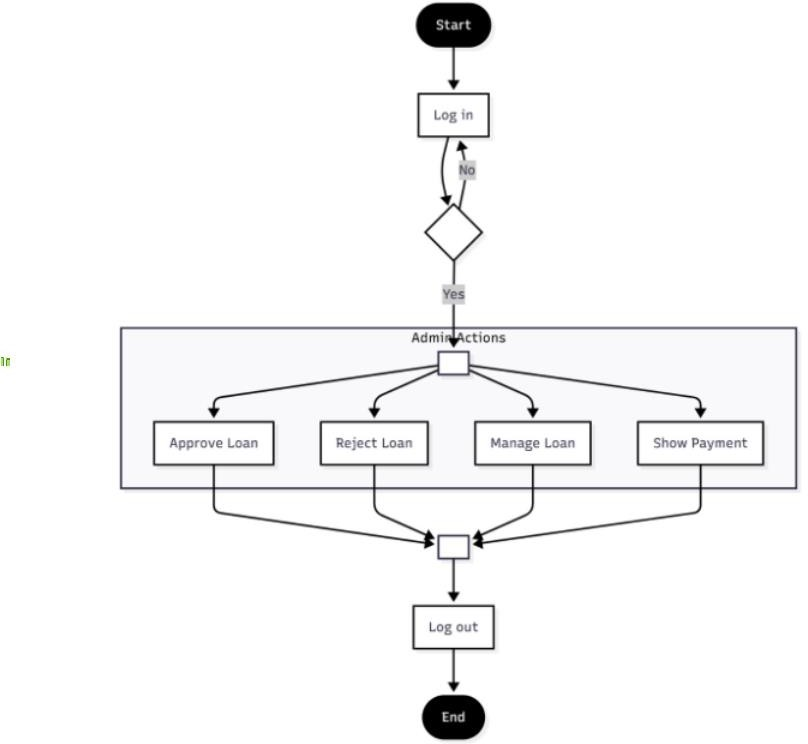 Start
Log in
No
Yes
Admin Actions
Approve Loan
Reject Loan
Manage Loan
Show Payment
Log out
End